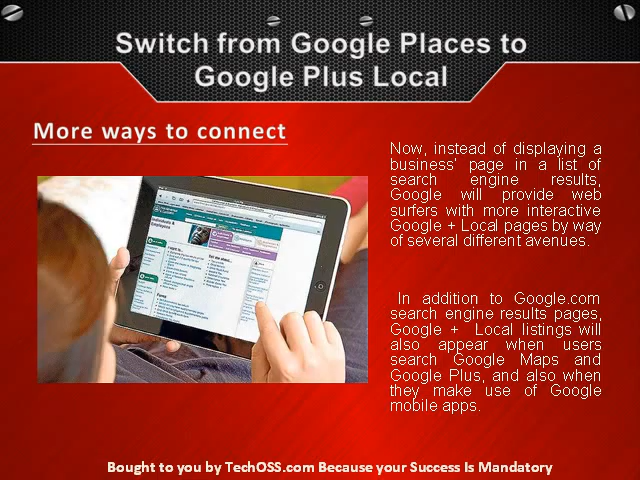 Switch from Google Places to
Google Plus Local
More ways to connect
Now, instead of displaying a
business' page in a list of
search engine results,
Google will provide web
surfers with more interactive
Google + Local pages by way
of several different avenues.
In addition to Google.com
search engine results pages,
Google + Local listings will
also appear when users
search Google Maps and
Google Plus, and also when
they make use of Google
mobile apps.
Individuals &
Employees
Forms
Bought to you by TechOSS.com Because your Success Is Mandatory